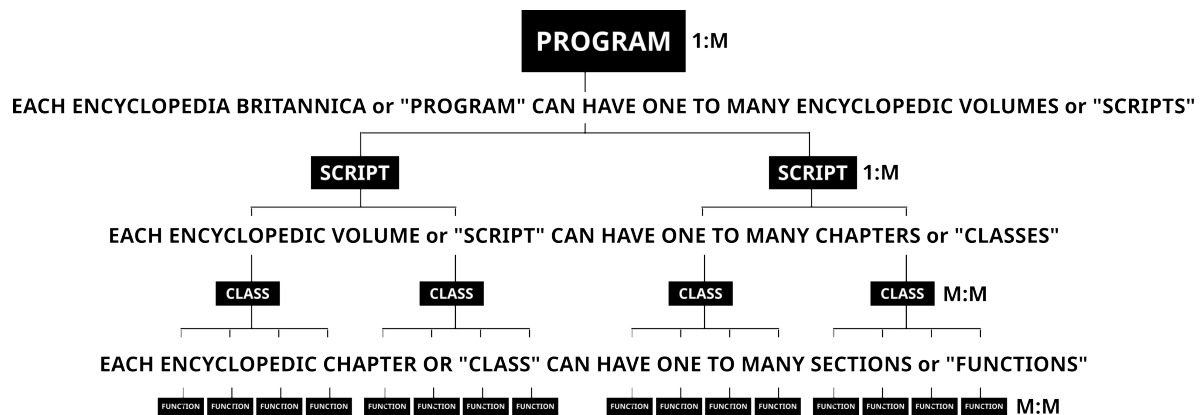 PROGRAM 1:M
EACH ENCYCLOPEDIA BRITANNICA or "PROGRAM" CAN HAVE ONE TO MANY ENCYCLOPEDIC VOLUMES or "SCRIPTS"
SCRIPT SCRIPT 1:M
EACH ENCYCLOPEDIC VOLUME or "SCRIPT" CAN HAVE ONE TO MANY CHAPTERS or "CLASSES"
CLASS CLASS CLASS CLASS M:M
EACH ENCYCLOPEDIC CHAPTER OR "CLASS" CAN HAVE ONE TO MANY SECTIONS or "FUNCTIONS"
FUNCTION FUNCTION FUNCTION FUNCTION FUNCTION FUNCTION FUNCTION FUNCTION FUNCTION FUNCTION FUNCTION FUNCTION FUNCTION FUNCTION FUNCTION FUNCTION M:M